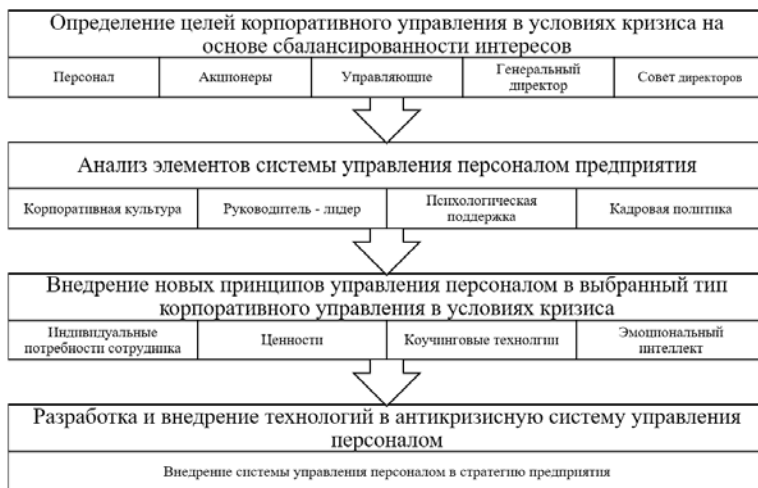 Определение целей корпоративного управления в условиях кризиса на
основе сбалансированности интересов
Персонал
Акционеры
Управляющие
Генеральный
директор
Совет директоров
Анализ элементов системы управления персоналом предприятия
Корпоративная культура
Руководитель - лидер
Психологическая
поддержка
Кадровая политика
Внедрение новых принципов управления персоналом в выбранный тип
корпоративного управления в условиях кризиса
Индивидуальные
потребности сотрудника
Ценности
Коучинговые технолгии
Эмоциональный
интеллект
Разработка и внедрение технологий в антикризисную систему управления
персоналом
Внедрение системы управления персоналом в стратегию предприятия